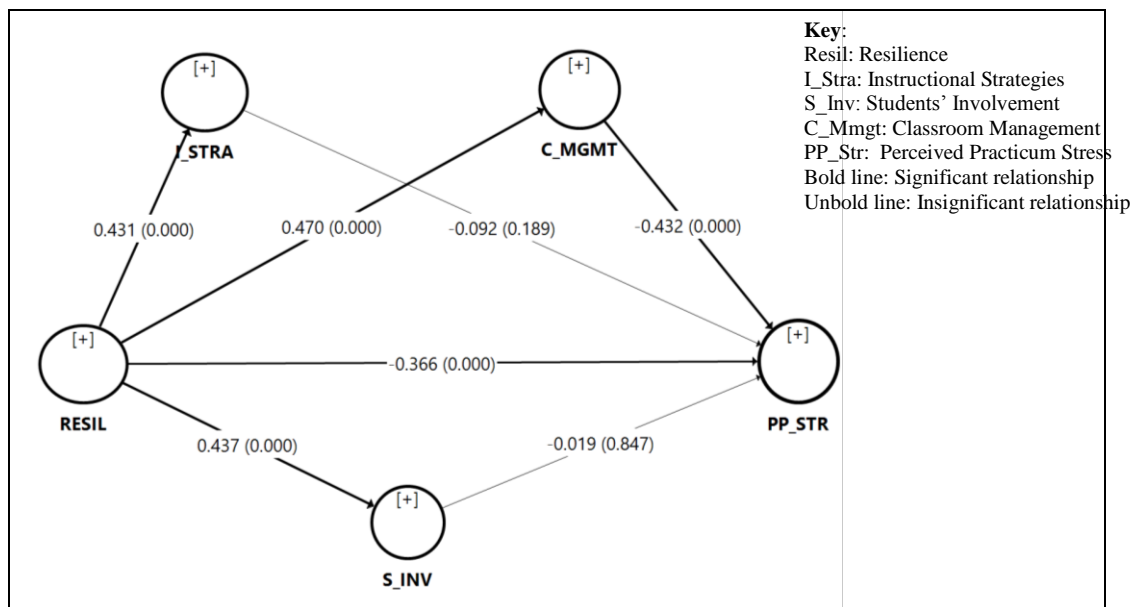 Key:
Resil: Resilience
I_Stra: Instructional Strategies
S_Inv: Students' Involvement
C_Mmgt: Classroom Management
PP_Str: Perceived Practicum Stress
Bold line: Significant relationship
Unbold line: Insignificant relationship
[+]
I_STRA
[+]
C_MGMT
0.431 (0.000)
0.470 (0.000)
-0.092 (0.189)
-0.432 (0.000)
[+]
RESIL
-0.366 (0.000)
[+]
PP_STR
0.437 (0.000)
-0.019 (0.847)
[+]
S_INV